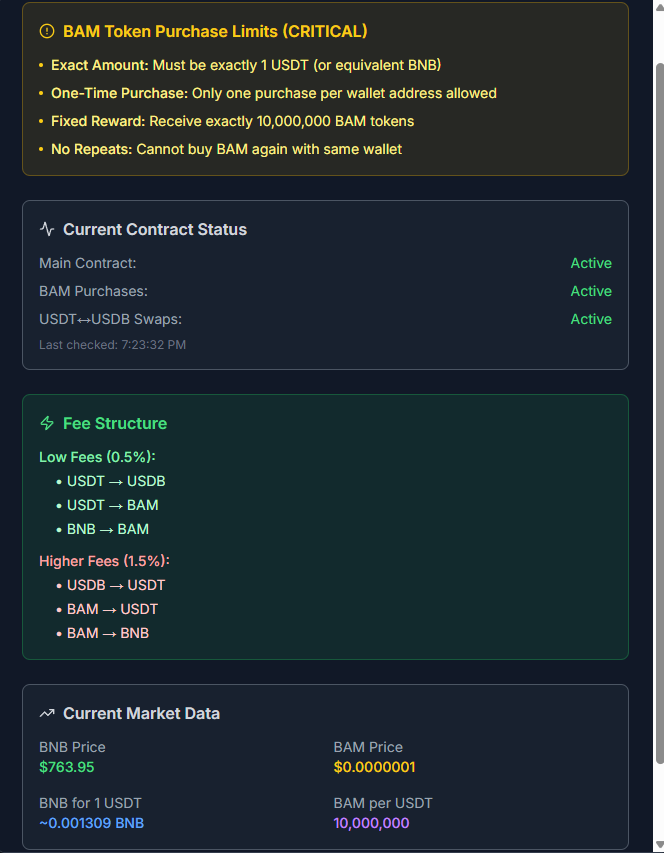 BAM Token Purchase Limits (CRITICAL)
• Exact Amount: Must be exactly 1 USDT (or equivalent BNB)
• One-Time Purchase: Only one purchase per wallet address allowed
• Fixed Reward: Receive exactly 10,000,000 BAM tokens
• No Repeats: Cannot buy BAM again with same wallet
Current Contract Status
Main Contract: Active
BAM Purchases: Active
USDT↔USDB Swaps: Active
Last checked: 7:23:32 PM
Fee Structure
Low Fees (0.5%):
• USDT → USDB
• USDT → BAM
• BNB → BAM
Higher Fees (1.5%):
• USDB → USDT
• BAM → USDT
• BAM → BNB
Current Market Data
BNB Price BAM Price
$763.95 $0.0000001
BNB for 1 USDT BAM per USDT
~0.001309 BNB 10,000,000